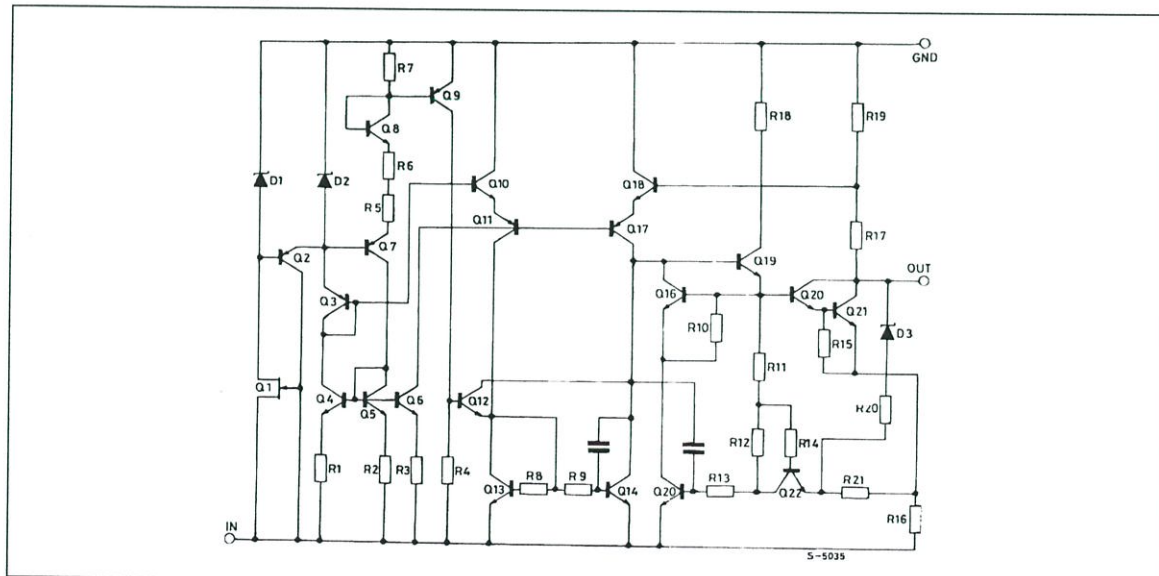 GND
R7
Q9
Q8
R18
R19
R6
D1
D2
Q10
Q18
R5
Q11
Q17
R17
Q2
Q7
OUT
Q19
Q3
Q16
Q20
Q21
R10
R15
D3
R11
Q1
Q4
Q5
Q6
Q12
R12
R14
R20
R1
R2
R3
R4
Q13
R8
R9
Q14
Q20
R13
Q22
R21
R16
IN
S-5035